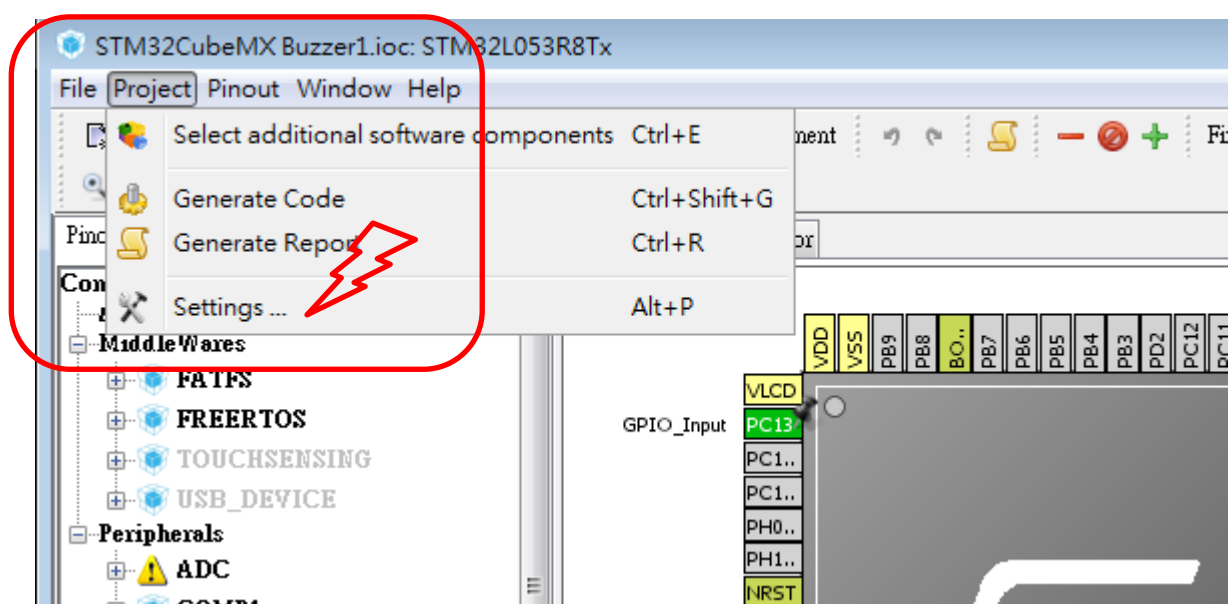 STM32CubeMX Buzzer1.ioc: STM32L053R8Tx
File Project Pinout Window Help
Select additional software components Ctrl+E
Generate Code Ctrl+Shift+G
Generate Report Ctrl+R
Settings ... Alt+P
MiddleWares
FATFS
FREERTOS
TOUCHSENSING
USB_DEVICE
Peripherals
ADC
VDD
VSS
PB9
PB8
BO..
PB7
PB6
PB5
PB4
PB3
PD2
PC12
PC11
VLCD
GPIO_Input PC13
PC1..
PC1..
PH0..
PH1..
NRST